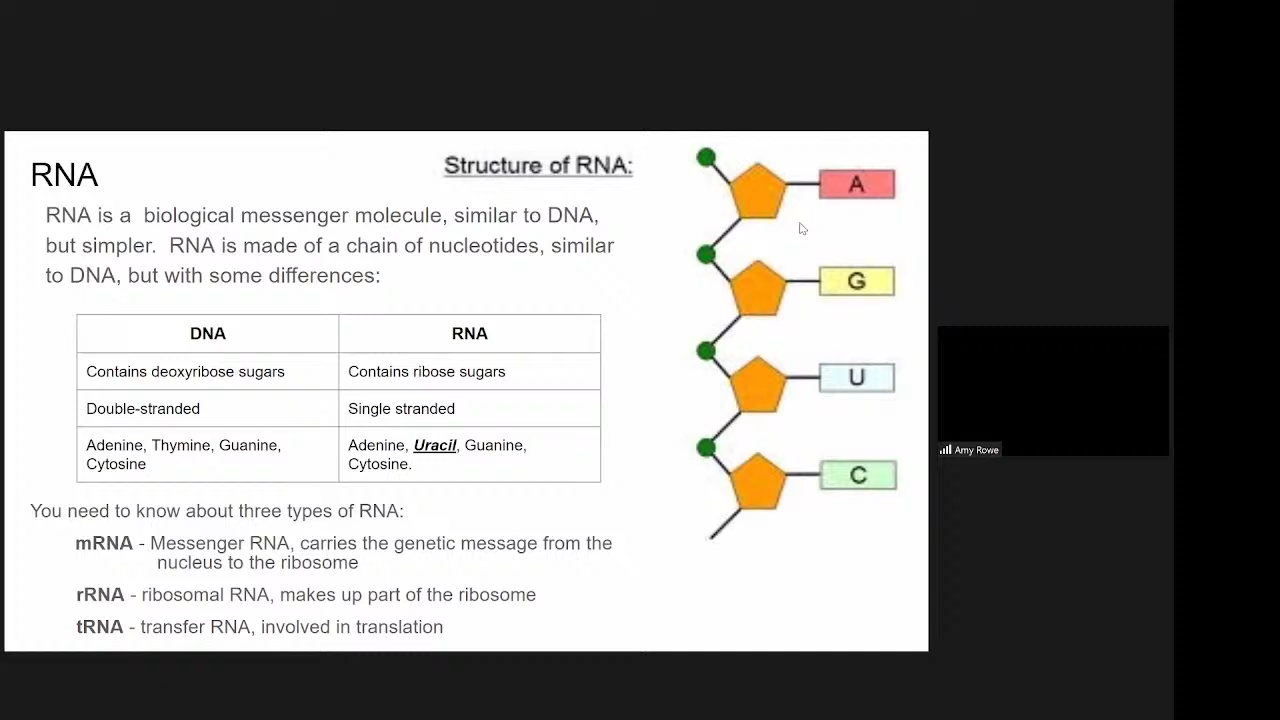 RNA
Structure of RNA:
RNA is a biological messenger molecule, similar to DNA,
but simpler. RNA is made of a chain of nucleotides, similar
to DNA, but with some differences:
DNA
RNA
Contains deoxyribose sugars
Contains ribose sugars
Double-stranded
Single stranded
Adenine, Thymine, Guanine,
Cytosine
Adenine, Uracil, Guanine,
Cytosine.
You need to know about three types of RNA:
mRNA - Messenger RNA, carries the genetic message from the
nucleus to the ribosome
rRNA - ribosomal RNA, makes up part of the ribosome
tRNA - transfer RNA, involved in translation
A
G
U
C
Amy Rowe